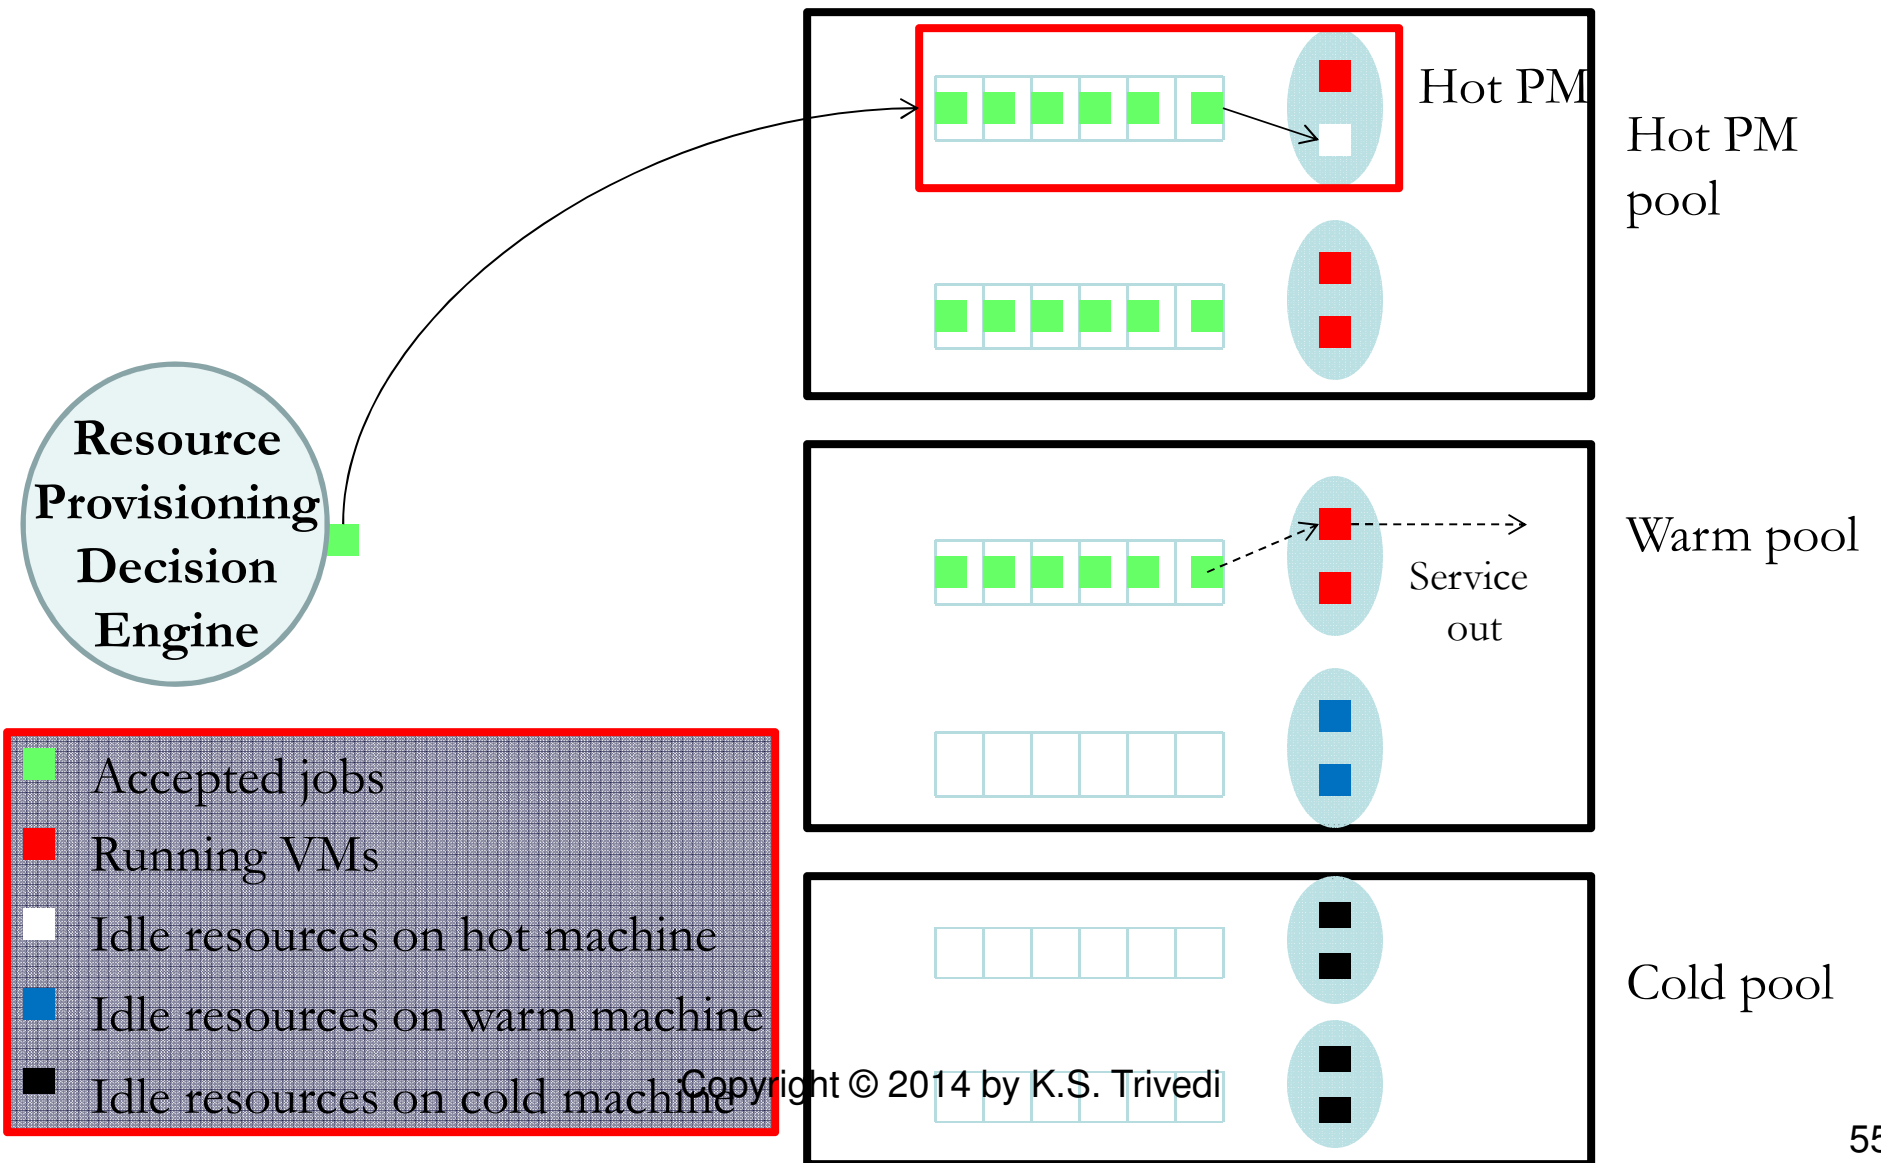 Hot PM
Hot PM
pool
Resource
Provisioning
Decision
Engine
Warm pool
Service
out
Accepted jobs
Running VMs
Idle resources on hot machine
Idle resources on warm machine
Idle resources on cold machine
Cold pool
Copyright © 2014 by K.S. Trivedi
55